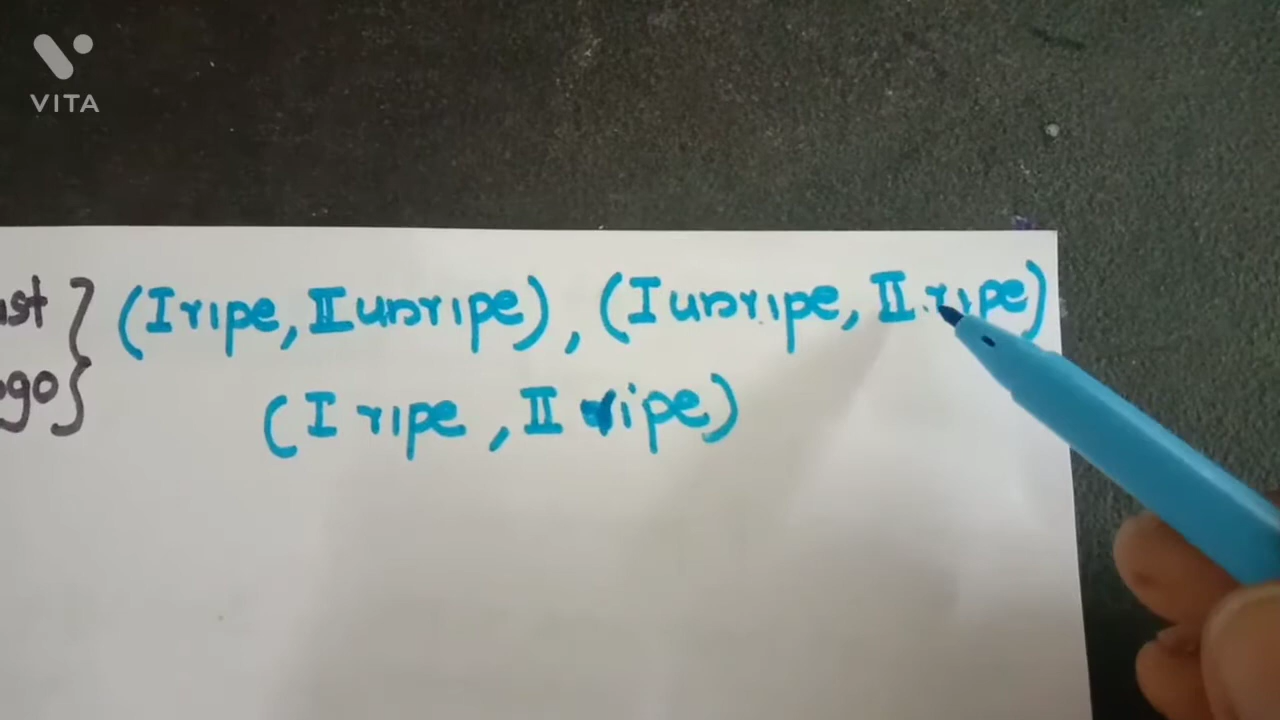 VITA
(I ripe, II unripe), (I unripe, II ripe)
(I ripe, II ripe)